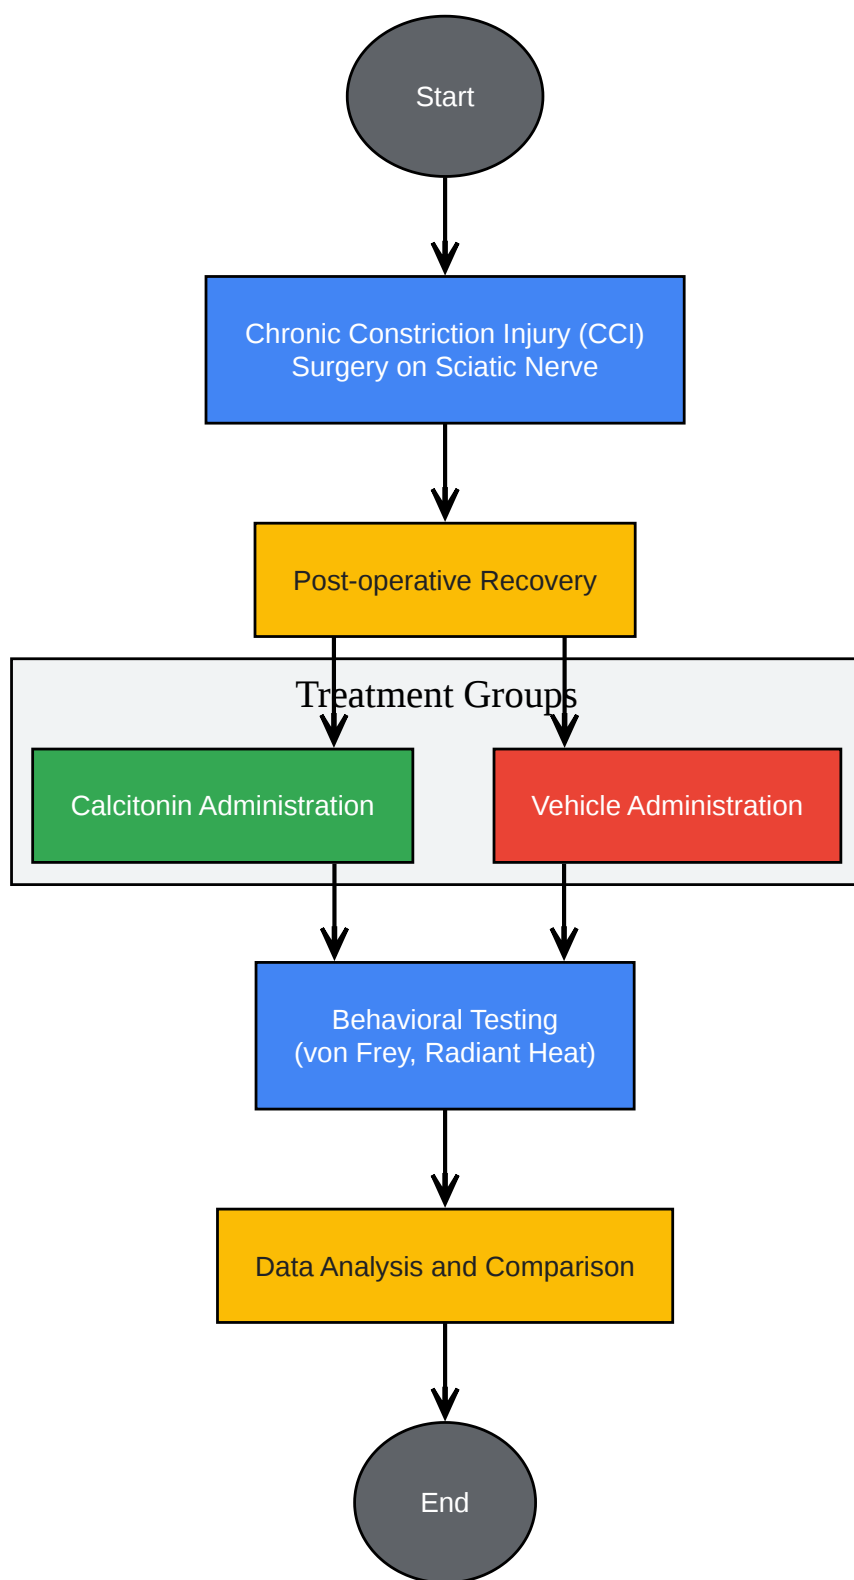 Start
Chronic Constriction Injury (CCI)
Surgery on Sciatic Nerve
Post-operative Recovery
Treatment Groups
Calcitonin Administration
Vehicle Administration
Behavioral Testing
(von Frey, Radiant Heat)
Data Analysis and Comparison
End